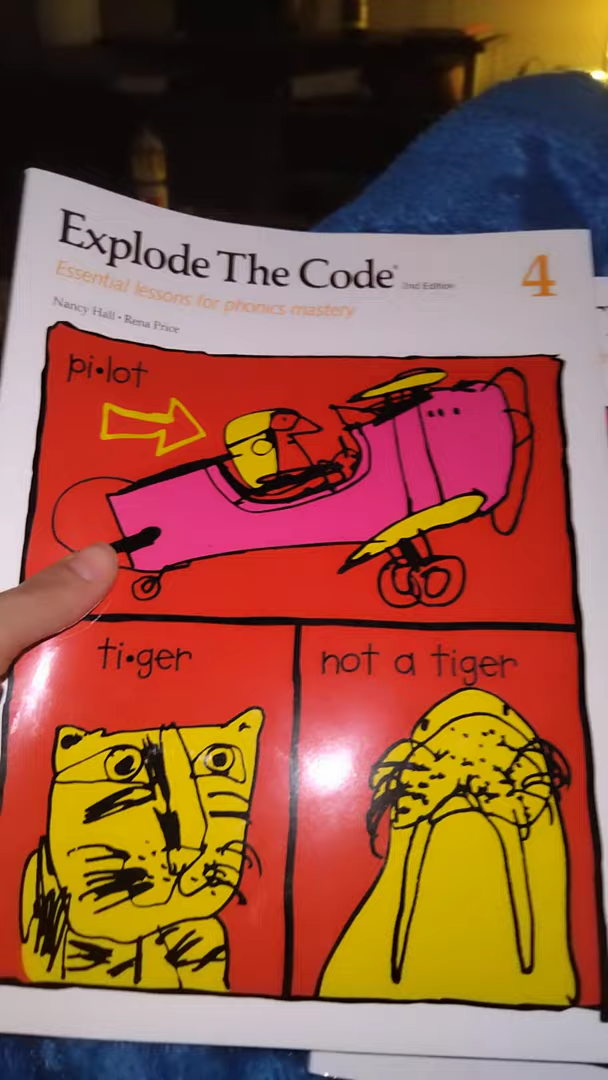 Explode The Code® 2nd Edition 4
Essential lessons for phonics mastery
Nancy Hall • Rena Price
pi•lot
ti•ger
not a tiger